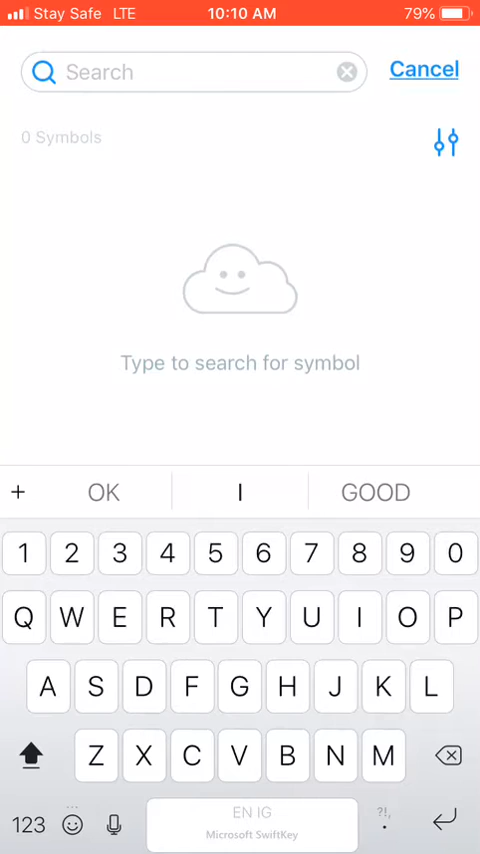 Stay Safe LTE 10:10 AM 79%
Search Cancel
0 Symbols
Type to search for symbol
+ OK I GOOD
1 2 3 4 5 6 7 8 9 0
Q W E R T Y U I O P
A S D F G H J K L
Z X C V B N M
123 EN IG ?!, .
Microsoft SwiftKey